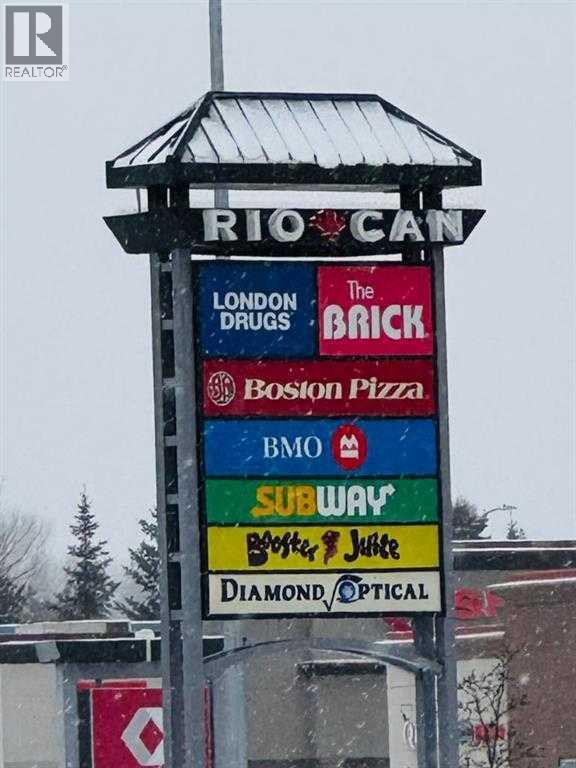 REALTOR®
RIO CAN
LONDON
DRUGS
The
BRICK
Boston Pizza
BMO
SUBWAY
Booster Juice
DIAMOND OPTICAL